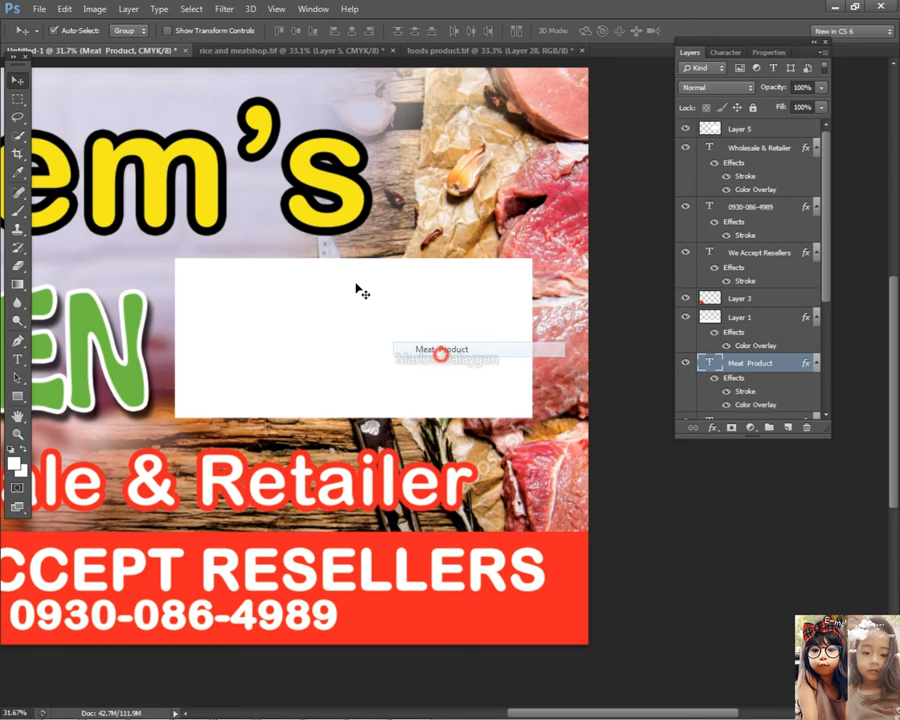 Ps File Edit Image Layer Type Select Filter 3D View Window Help
Auto-Select: Group Show Transform Controls 3D Mode: New in CS 6
Untitled-1 @ 31.7% (Meat Product, CMYK/8) * × rice and meatshop.tif @ 33.1% (Layer 5, CMYK/8) * × foods product.tif @ 33.3% (Layer 28, RGB/8) * ×
em's
EN
Meat Product
ale & Retailer
CCEPT RESELLERS
0930-086-4989
Layers Character Properties
Kind
Normal Opacity: 100%
Lock: Fill: 100%
Layer 5
Wholesale & Retailer fx
Effects
Stroke
Color Overlay
0930-086-4989 fx
Effects
Stroke
We Accept Resellers fx
Effects
Stroke
Layer 3
Layer 1 fx
Effects
Color Overlay
Meat Product fx
Effects
Stroke
Color Overlay
31.67% Doc: 42.7M/111.9M